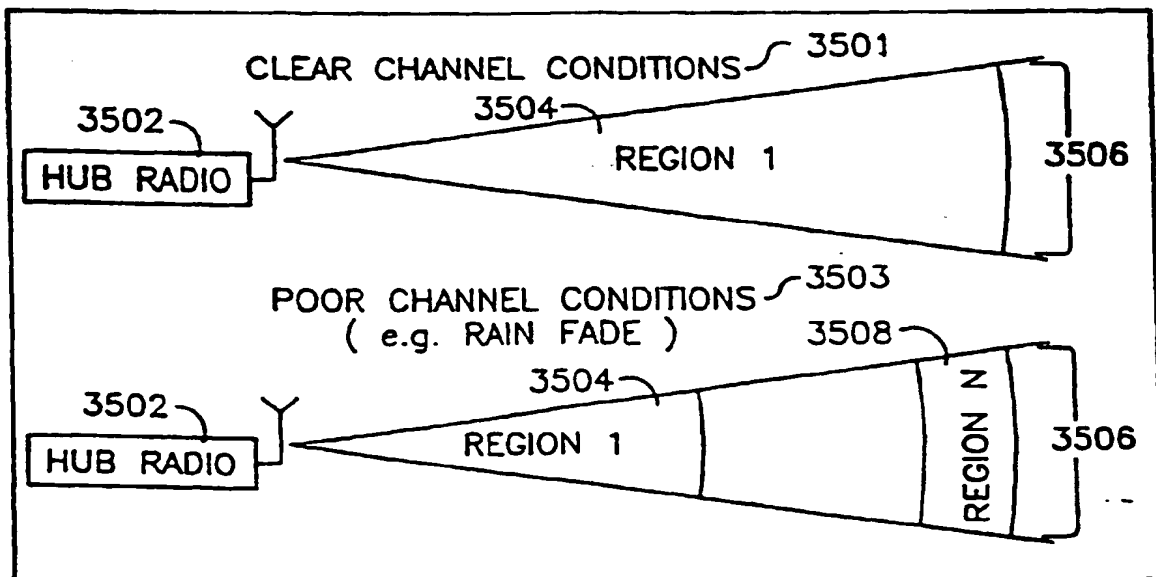 CLEAR CHANNEL CONDITIONS 3501
3504
3502
REGION 1
3506
HUB RADIO
POOR CHANNEL CONDITIONS 3503
( e.g. RAIN FADE )
3508
3504
3502
REGION 1
REGION N
3506
HUB RADIO